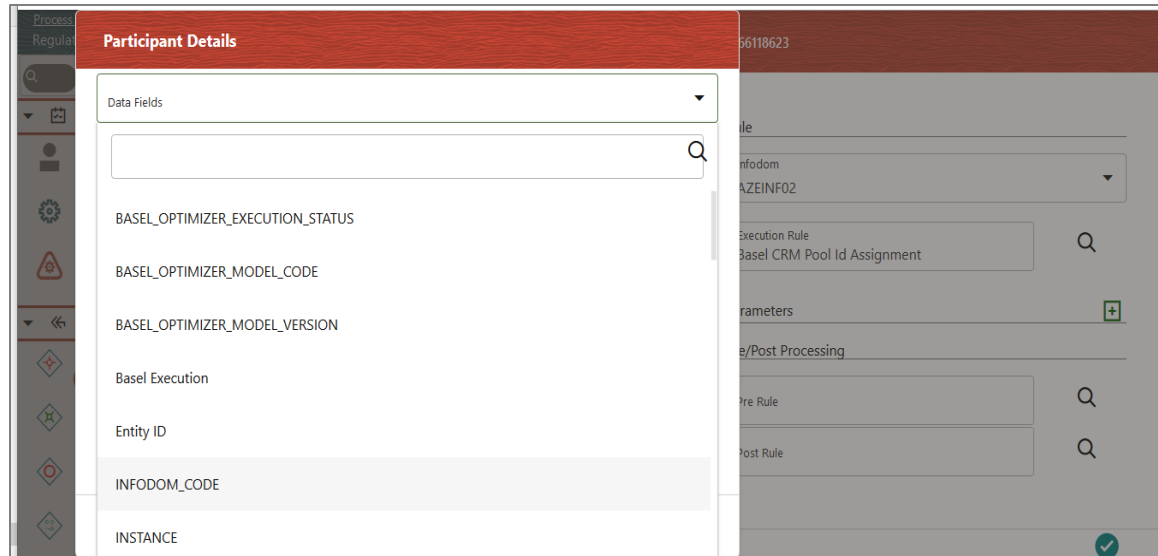 Process
Regulat
Participant Details
66118623
Data Fields
ule
nfodom
AZEINF02
BASEL_OPTIMIZER_EXECUTION_STATUS
Execution Rule
Basel CRM Pool Id Assignment
BASEL_OPTIMIZER_MODEL_CODE
rameters
BASEL_OPTIMIZER_MODEL_VERSION
e/Post Processing
Basel Execution
Pre Rule
Entity ID
Post Rule
INFODOM_CODE
INSTANCE